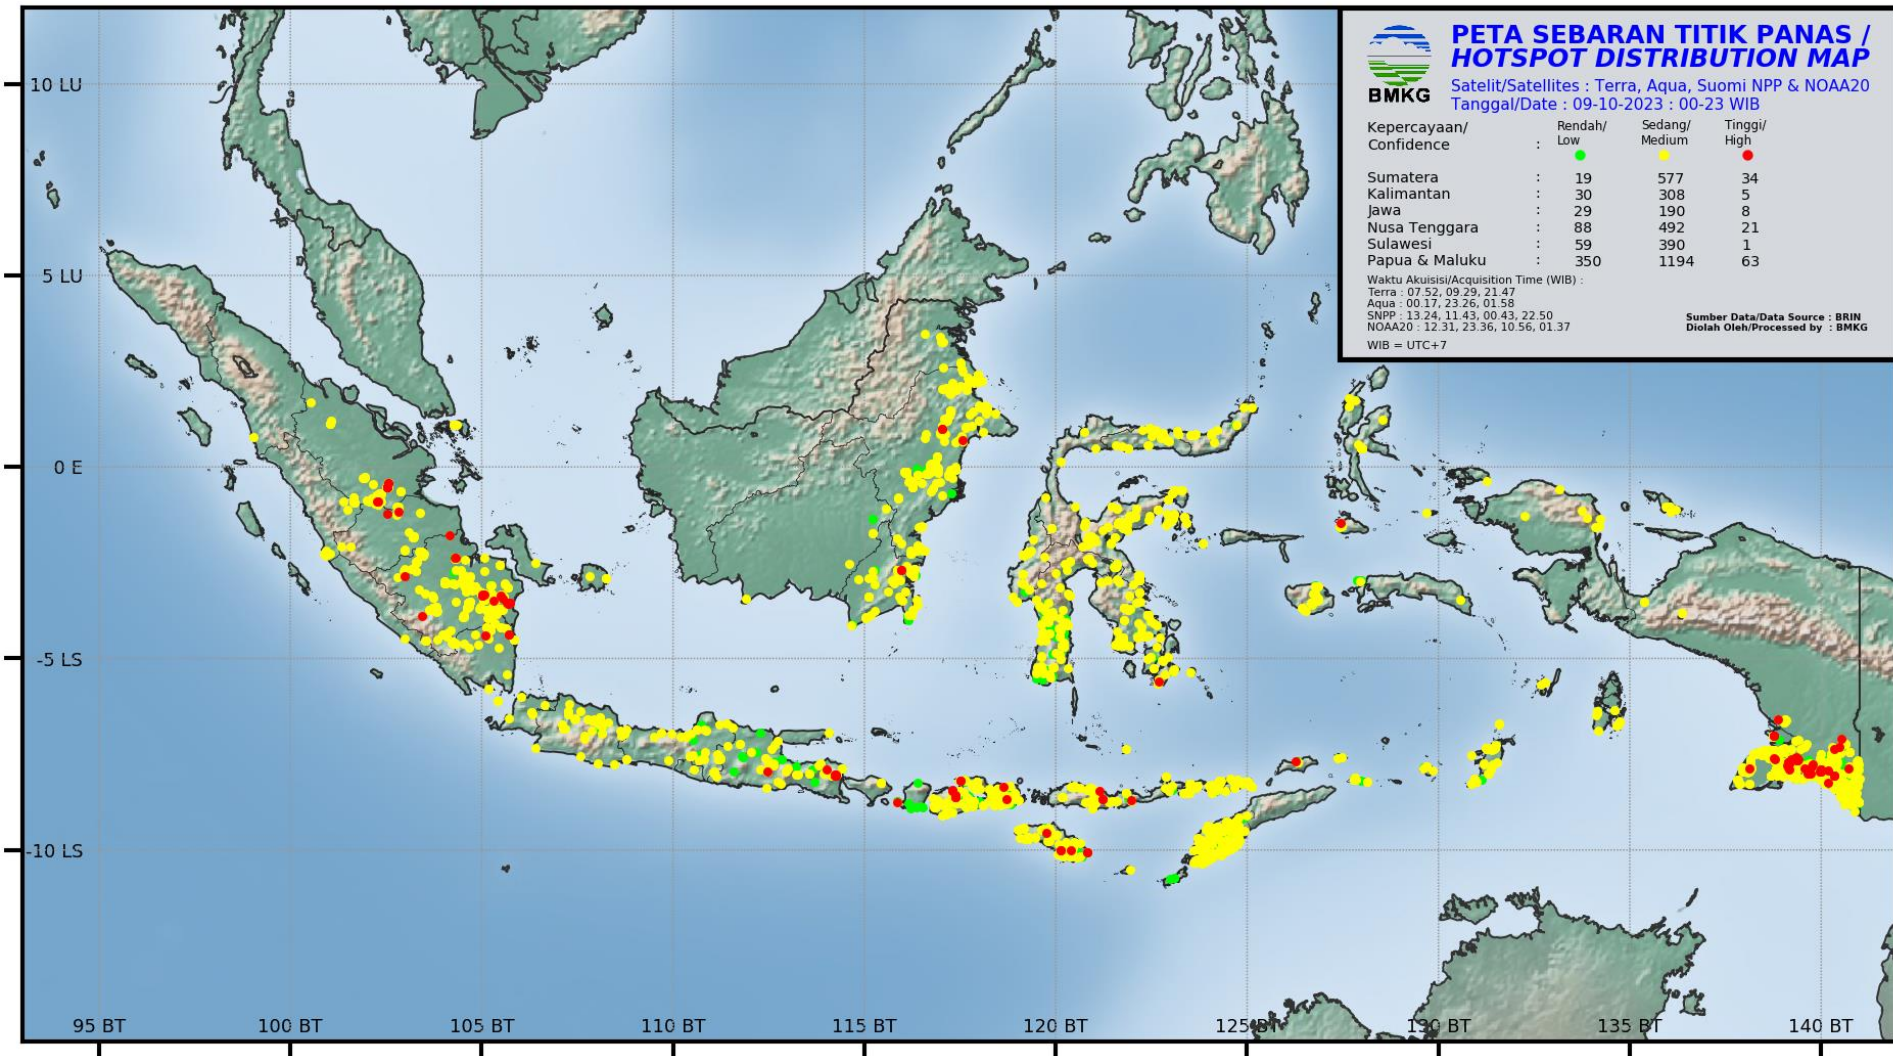 PETA SEBARAN TITIK PANAS /
HOTSPOT DISTRIBUTION MAP
BMKG
Satelit/Satellites : Terra, Aqua, Suomi NPP & NOAA20
Tanggal/Date : 09-10-2023 : 00-23 WIB
Kepercayaan/ Rendah/ Sedang/ Tinggi/
Confidence : Low Medium High
Sumatera : 19 577 34
Kalimantan : 30 308 5
Jawa : 29 190 8
Nusa Tenggara : 88 492 21
Sulawesi : 59 390 1
Papua & Maluku : 350 1194 63
Waktu Akuisisi/Acquisition Time (WIB) :
Terra : 07.52, 09.29, 21.47
Aqua : 00.17, 23.26, 01.58
SNPP : 13.24, 11.43, 00.43, 22.50
NOAA20 : 12.31, 23.36, 10.56, 01.37
WIB = UTC+7
Sumber Data/Data Source : BRIN
Diolah Oleh/Processed by : BMKG
10 LU
5 LU
0 E
-5 LS
-10 LS
95 BT 100 BT 105 BT 110 BT 115 BT 120 BT 125 BT 130 BT 135 BT 140 BT